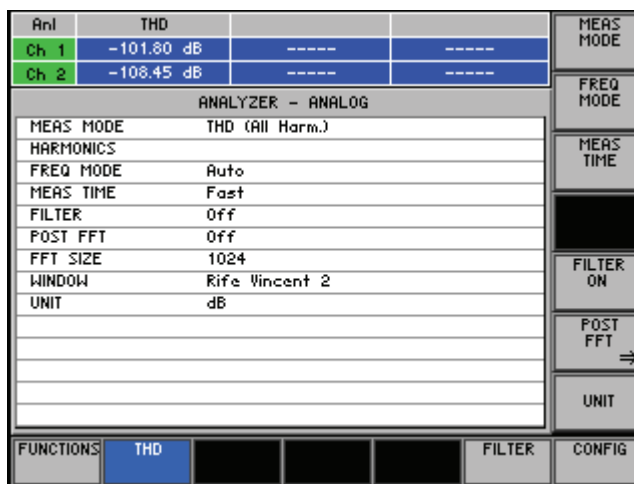 Anl THD
Ch 1 -101.80 dB ----- -----
Ch 2 -108.45 dB ----- -----
ANALYZER - ANALOG
MEAS MODE THD (All Harm.)
HARMONICS
FREQ MODE Auto
MEAS TIME Fast
FILTER Off
POST FFT Off
FFT SIZE 1024
WINDOW Rife Vincent 2
UNIT dB
MEAS
MODE
FREQ
MODE
MEAS
TIME
FILTER
ON
POST
FFT
⇒
UNIT
FUNCTIONS THD FILTER CONFIG